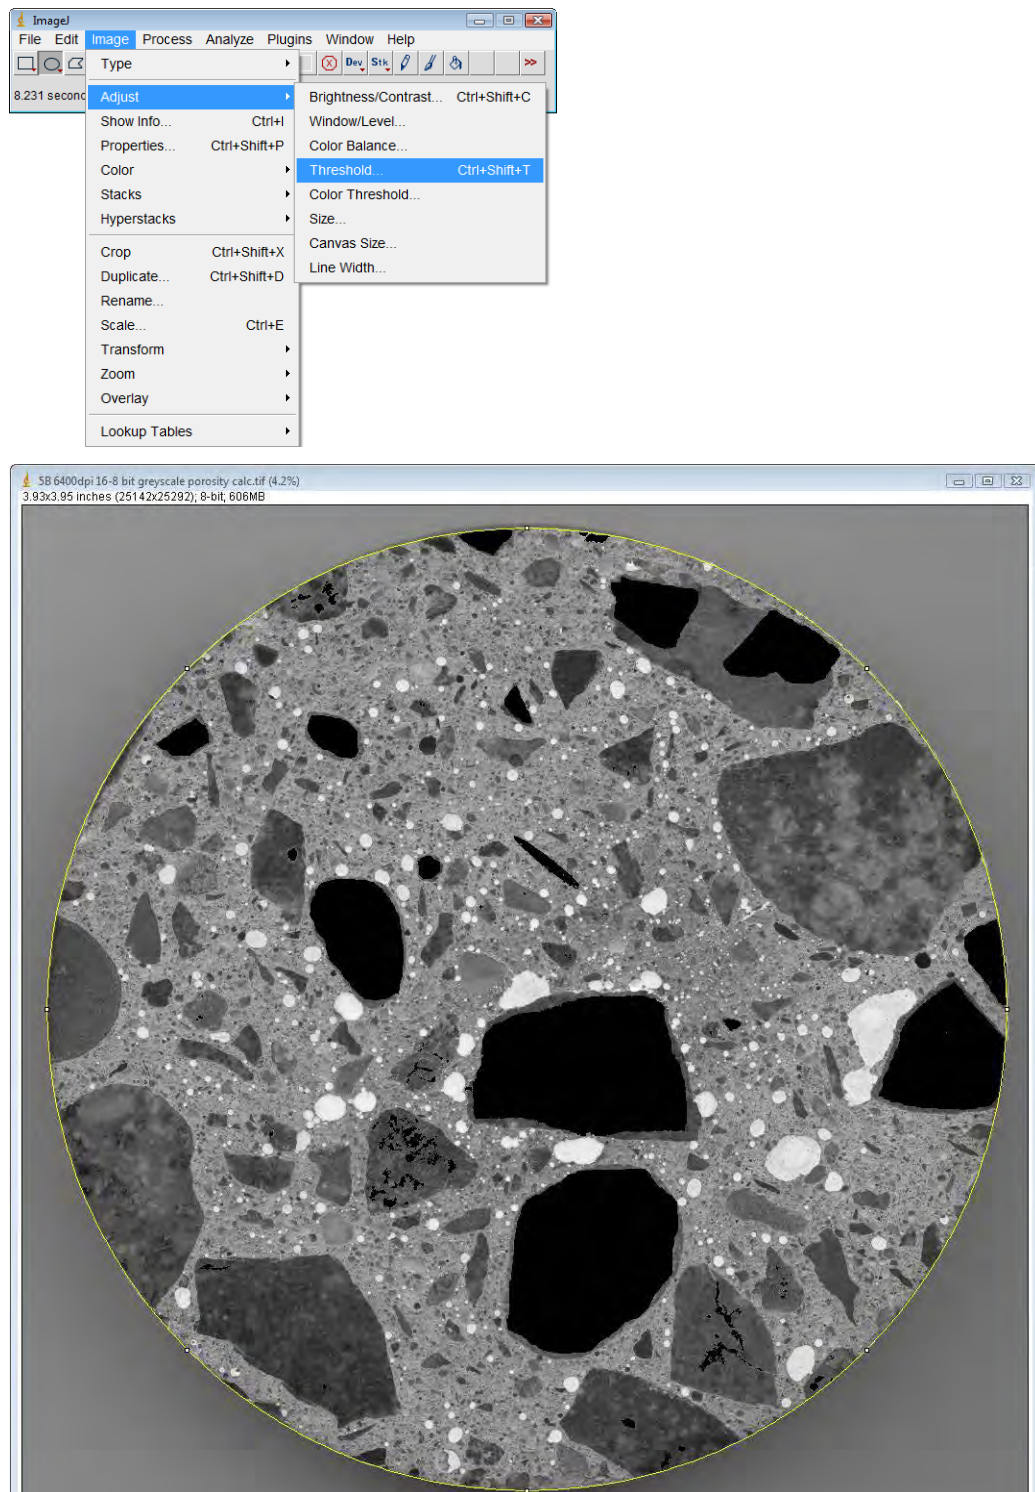 ImageJ
File Edit Image Process Analyze Plugins Window Help
Dev Stk >>
8.231 second
Type
Adjust
Show Info... Ctrl+I
Properties... Ctrl+Shift+P
Color
Stacks
Hyperstacks
Crop Ctrl+Shift+X
Duplicate... Ctrl+Shift+D
Rename...
Scale... Ctrl+E
Transform
Zoom
Overlay
Lookup Tables
Brightness/Contrast... Ctrl+Shift+C
Window/Level...
Color Balance...
Threshold... Ctrl+Shift+T
Color Threshold...
Size...
Canvas Size...
Line Width...
5B 6400dpi 16-8 bit greyscale porosity calc.tif (4.2%)
3.93x3.95 inches (25142x25292); 8-bit; 606MB